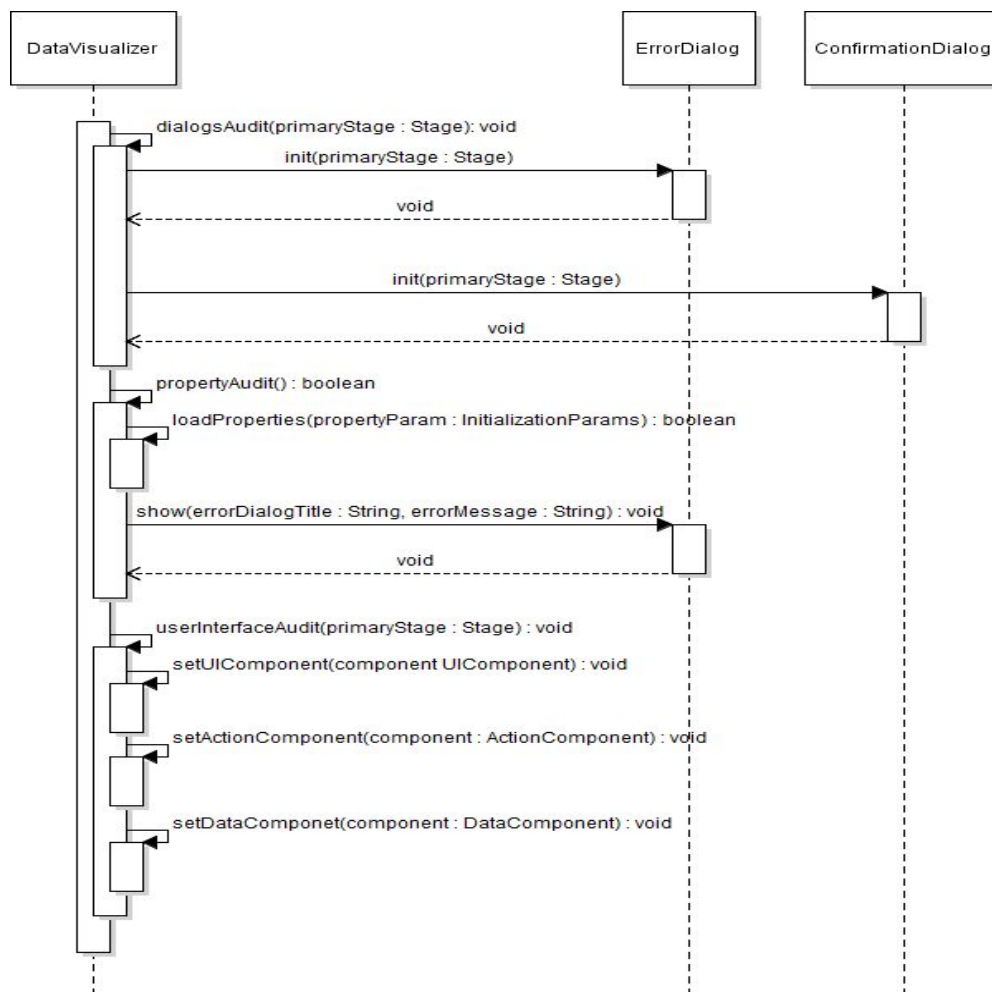 DataVisualizer
ErrorDialog
ConfirmationDialog
dialogsAudit(primaryStage : Stage): void
init(primaryStage : Stage)
void
init(primaryStage : Stage)
void
propertyAudit() : boolean
loadProperties(propertyParam : InitializationParams) : boolean
show(errorDialogTitle : String, errorMessage : String) : void
void
userInterfaceAudit(primaryStage : Stage) : void
setUIComponent(component UIComponent) : void
setActionComponent(component : ActionComponent) : void
setDataComponet(component : DataComponent) : void